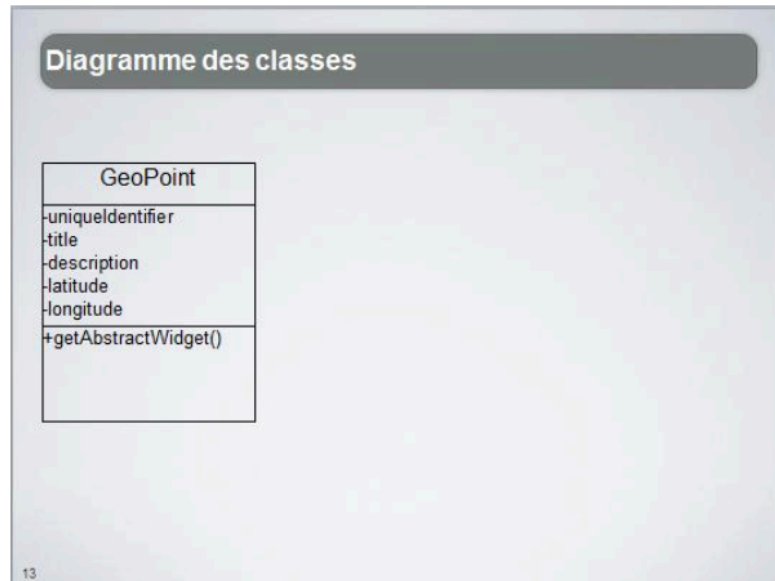 Diagramme des classes
GeoPoint
-uniqueIdentifier
-title
-description
-latitude
-longitude
+getAbstractWidget()
13